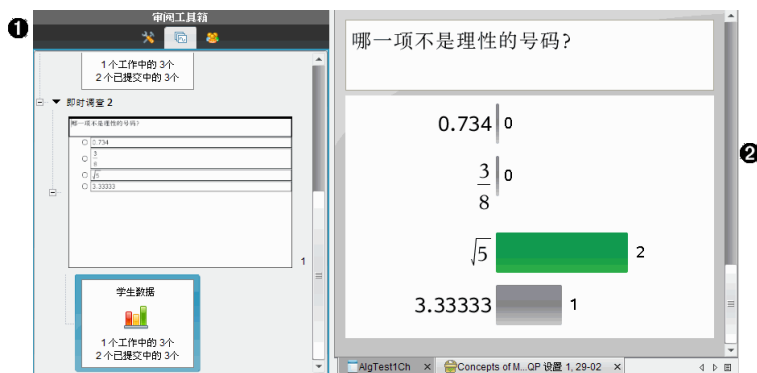 ❶
审阅工具箱
1个工作中的 3个
2个已提交中的 3个
即时调查 2
哪一项不是理性的号码?
0.734
3
8
√5
3.33333
1
学生数据
1个工作中的 3个
2个已提交中的 3个
哪一项不是理性的号码?
0.734 0
3
8
0
√5 2
3.33333 1
❷
AlgTest1Ch ×
Concepts of M...QP 设置 1, 29-02 ×